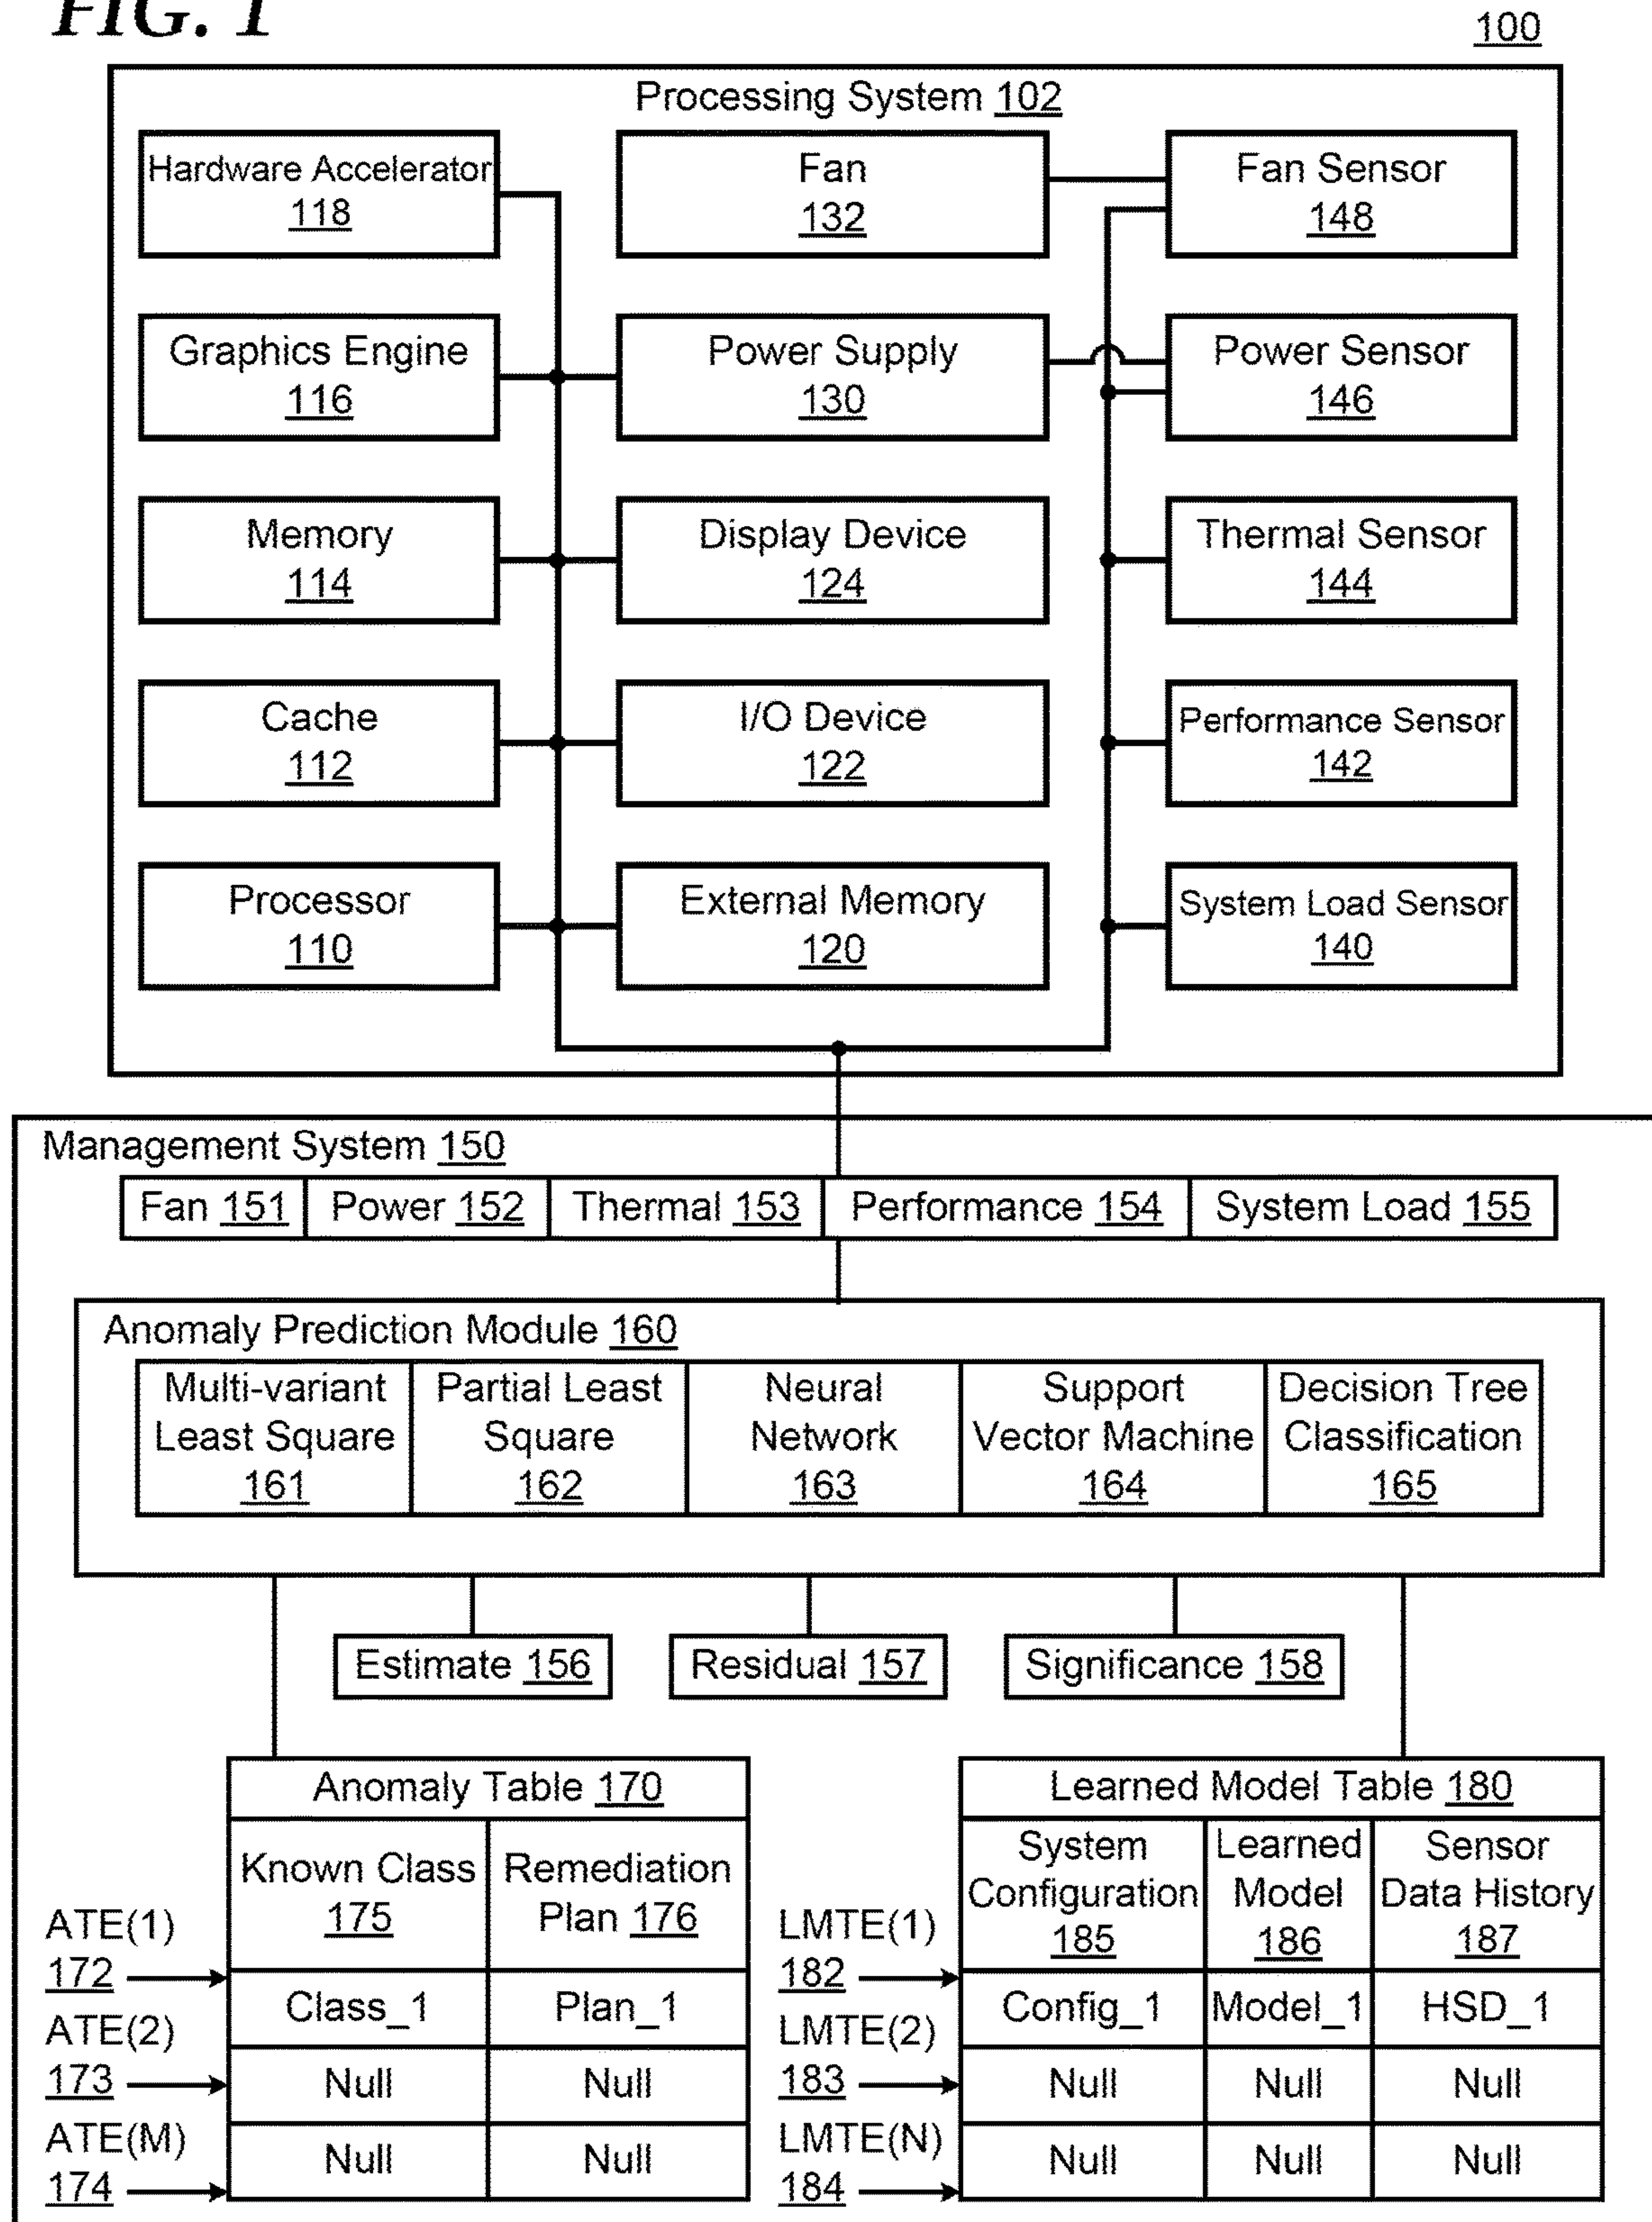 FIG. 1
100
Processing System 102
Hardware Accelerator
118
Fan
132
Fan Sensor
148
Graphics Engine
116
Power Supply
130
Power Sensor
146
Memory
114
Display Device
124
Thermal Sensor
144
Cache
112
I/O Device
122
Performance Sensor
142
Processor
110
External Memory
120
System Load Sensor
140
Management System 150
Fan 151
Power 152
Thermal 153
Performance 154
System Load 155
Anomaly Prediction Module 160
Multi-variant
Least Square
161
Partial Least
Square
162
Neural
Network
163
Support
Vector Machine
164
Decision Tree
Classification
165
Estimate 156
Residual 157
Significance 158
Anomaly Table 170
Known Class
175
Remediation
Plan 176
ATE(1)
172
Class_1
Plan_1
ATE(2)
173
Null
Null
ATE(M)
174
Null
Null
Learned Model Table 180
System
Configuration
185
Learned
Model
186
Sensor
Data History
187
LMTE(1)
182
Config_1
Model_1
HSD_1
LMTE(2)
183
Null
Null
Null
LMTE(N)
184
Null
Null
Null